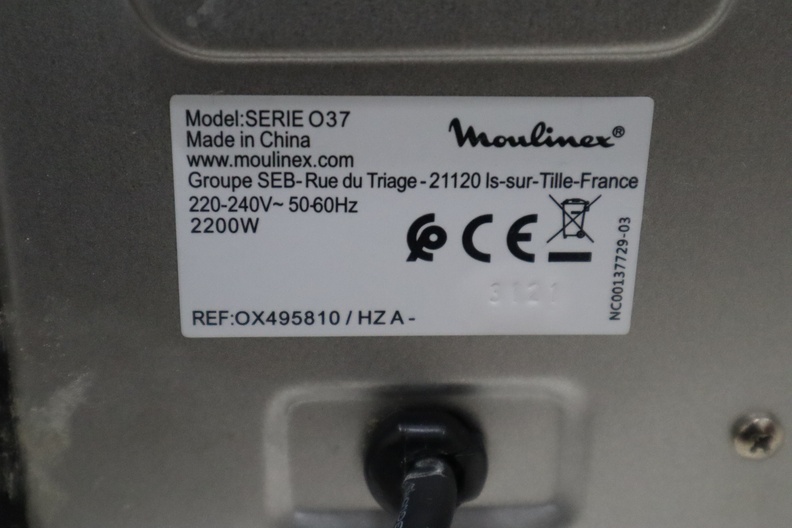 Model:SERIE O37
Moulinex®
Made in China
www.moulinex.com
Groupe SEB-Rue du Triage-21120 Is-sur-Tille-France
220-240V~ 50-60Hz
2200W
CE
3121
REF:OX495810 / HZ A -
NC00137729-03